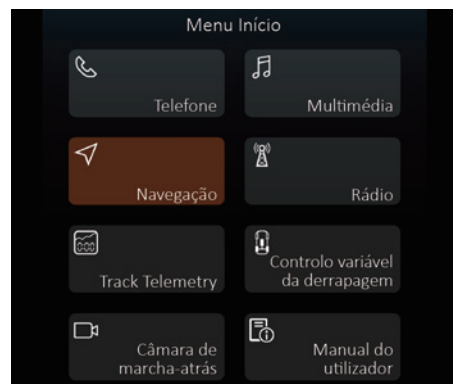 Menu Início
Telefone
Multimédia
Navegação
Rádio
Track Telemetry
Controlo variável
da derrapagem
Câmara de
marcha-atrás
Manual do
utilizador